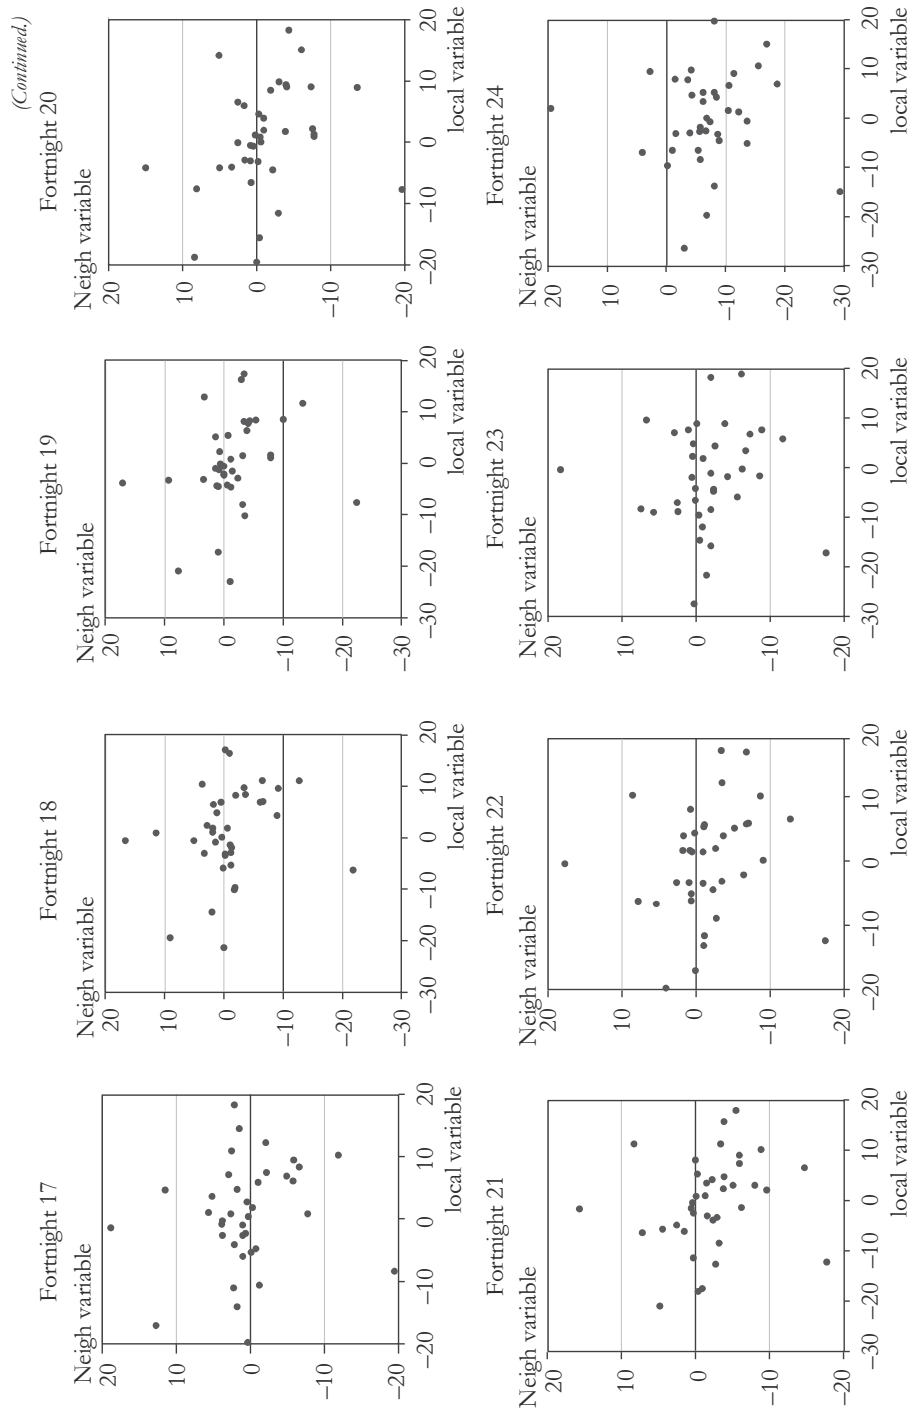 (Continued.)
Fortnight 17
Neigh variable
20
10
0
−10
−20
−20 −10 0 10 20
local variable
Fortnight 18
Neigh variable
20
10
0
−10
−20
−30
−30 −20 −10 0 10 20
local variable
Fortnight 19
Neigh variable
20
10
0
−10
−20
−30
−30 −20 −10 0 10 20
local variable
Fortnight 20
Neigh variable
20
10
0
−10
−20
−20 −10 0 10 20
local variable
Fortnight 21
Neigh variable
20
10
0
−10
−20
−30 −20 −10 0 10 20
local variable
Fortnight 22
Neigh variable
20
10
0
−10
−20
−20 −10 0 10 20
local variable
Fortnight 23
Neigh variable
20
10
0
−10
−20
−30 −20 −10 0 10 20
local variable
Fortnight 24
Neigh variable
20
10
0
−10
−20
−30
−30 −20 −10 0 10 20
local variable